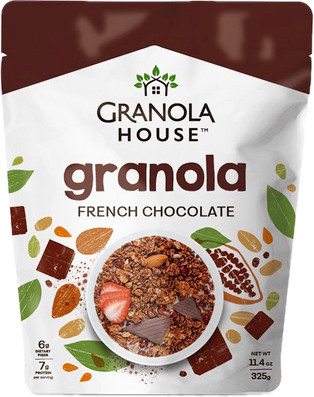 GRANOLA
HOUSE™
granola
FRENCH CHOCOLATE
6g
DIETARY
FIBER
7g
PROTEIN
per serving
NET WT
11.4 oz
325g